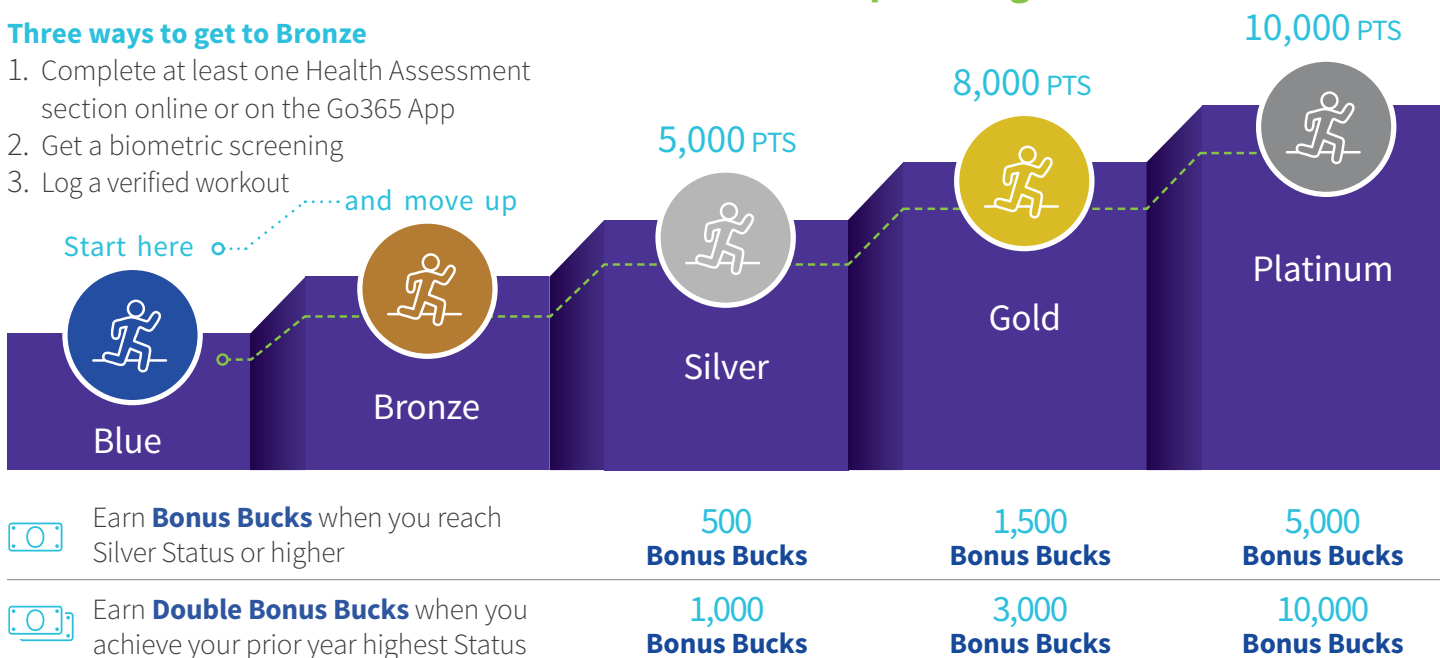 Three ways to get to Bronze
1. Complete at least one Health Assessment
section online or on the Go365 App
2. Get a biometric screening
3. Log a verified workout
Start here
and move up
5,000 PTS
8,000 PTS
10,000 PTS
Blue
Bronze
Silver
Gold
Platinum
Earn Bonus Bucks when you reach
Silver Status or higher
500
Bonus Bucks
1,500
Bonus Bucks
5,000
Bonus Bucks
Earn Double Bonus Bucks when you
achieve your prior year highest Status
1,000
Bonus Bucks
3,000
Bonus Bucks
10,000
Bonus Bucks